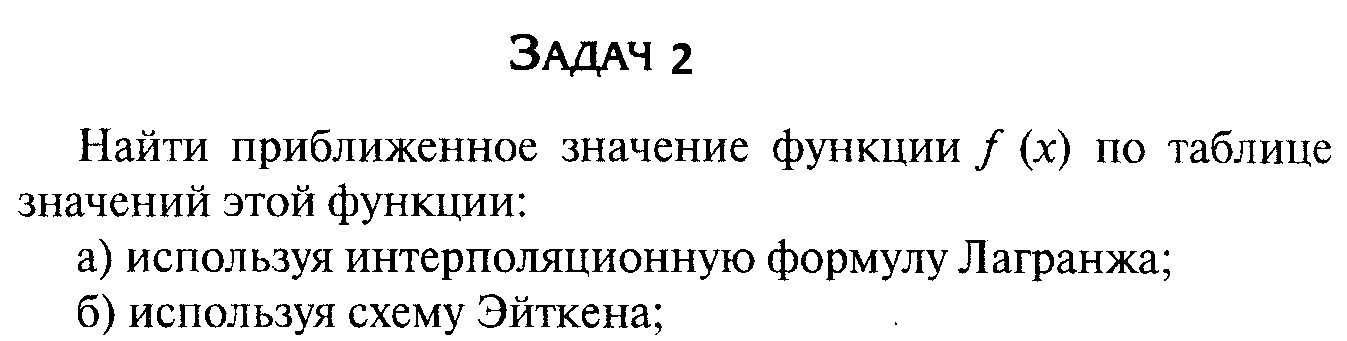 ЗАДАЧ 2
Найти приближенное значение функции f (x) по таблице
значений этой функции:
а) используя интерполяционную формулу Лагранжа;
б) используя схему Эйткена;